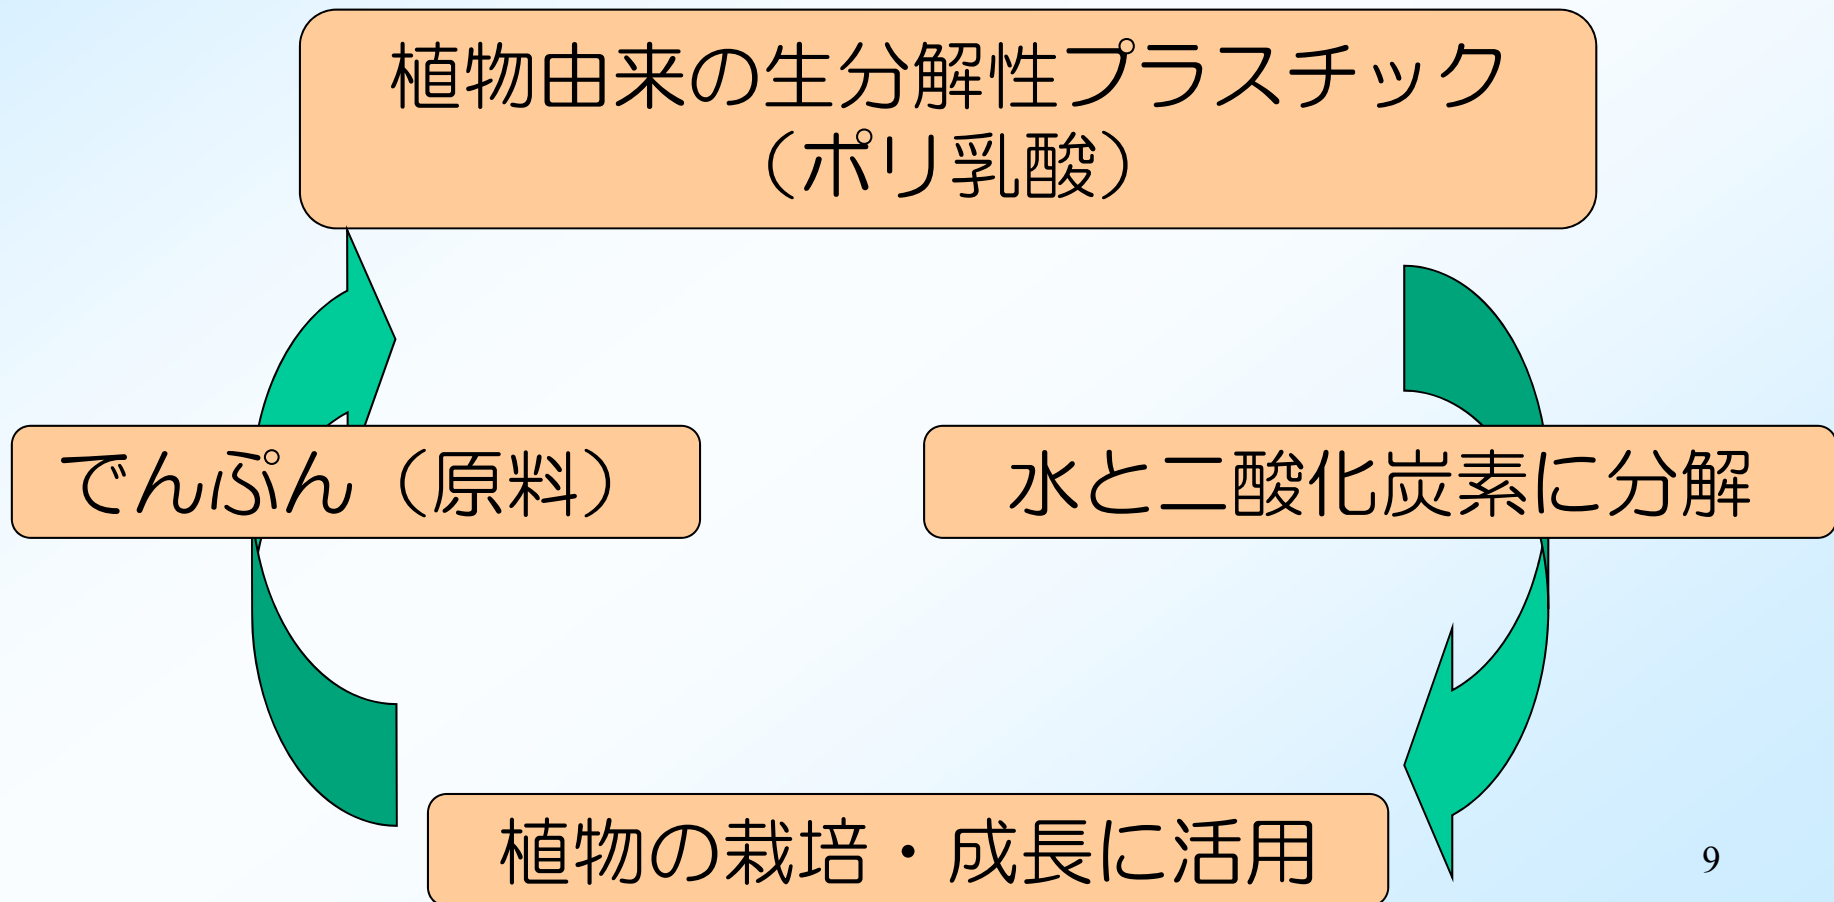 植物由来の生分解性プラスチック
（ポリ乳酸）
でんぷん（原料）
水と二酸化炭素に分解
植物の栽培・成長に活用
9